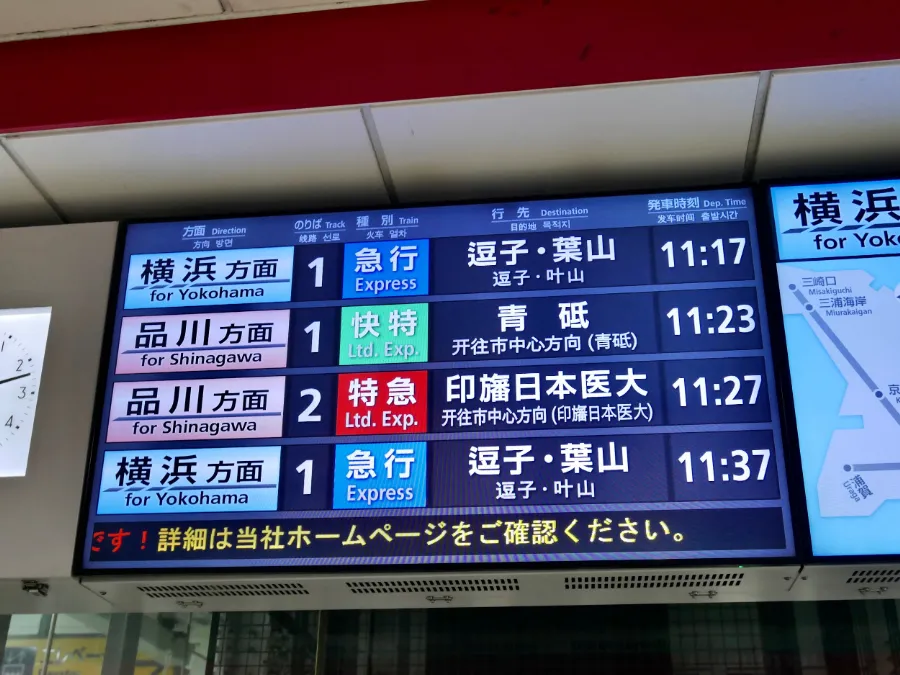 方面 Direction のりば Track 種別 Train 行先 Destination 発車時刻 Dep. Time
方向 방면 线路 선로 火车 열차 目的地 목적지 发车时间 출발시간
横浜方面 1 急行 逗子・葉山 11:17
for Yokohama Express 逗子・叶山
品川方面 1 快特 青砥 11:23
for Shinagawa Ltd. Exp. 开往市中心方向 (青砥)
品川方面 2 特急 印旛日本医大 11:27
for Shinagawa Ltd. Exp. 开往市中心方向 (印旛日本医大)
横浜方面 1 急行 逗子・葉山 11:37
for Yokohama Express 逗子・叶山
です！詳細は当社ホームページをご確認ください。
横浜
for Yoko
三崎口
Misakiguchi
三浦海岸
Miurakaigan
京
浦賀
Uraga
1
2
3
4